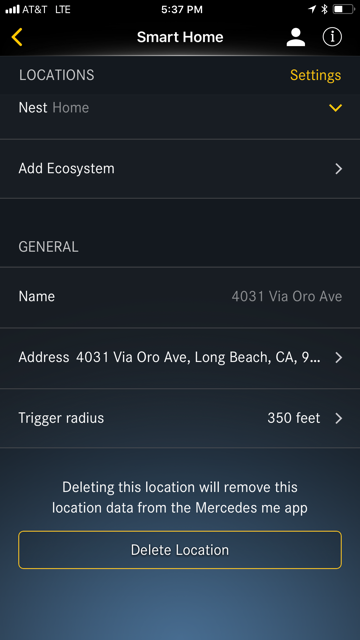 AT&T LTE 5:37 PM
Smart Home
LOCATIONS Settings
Nest Home
Add Ecosystem
GENERAL
Name 4031 Via Oro Ave
Address 4031 Via Oro Ave, Long Beach, CA, 9...
Trigger radius 350 feet
Deleting this location will remove this
location data from the Mercedes me app
Delete Location